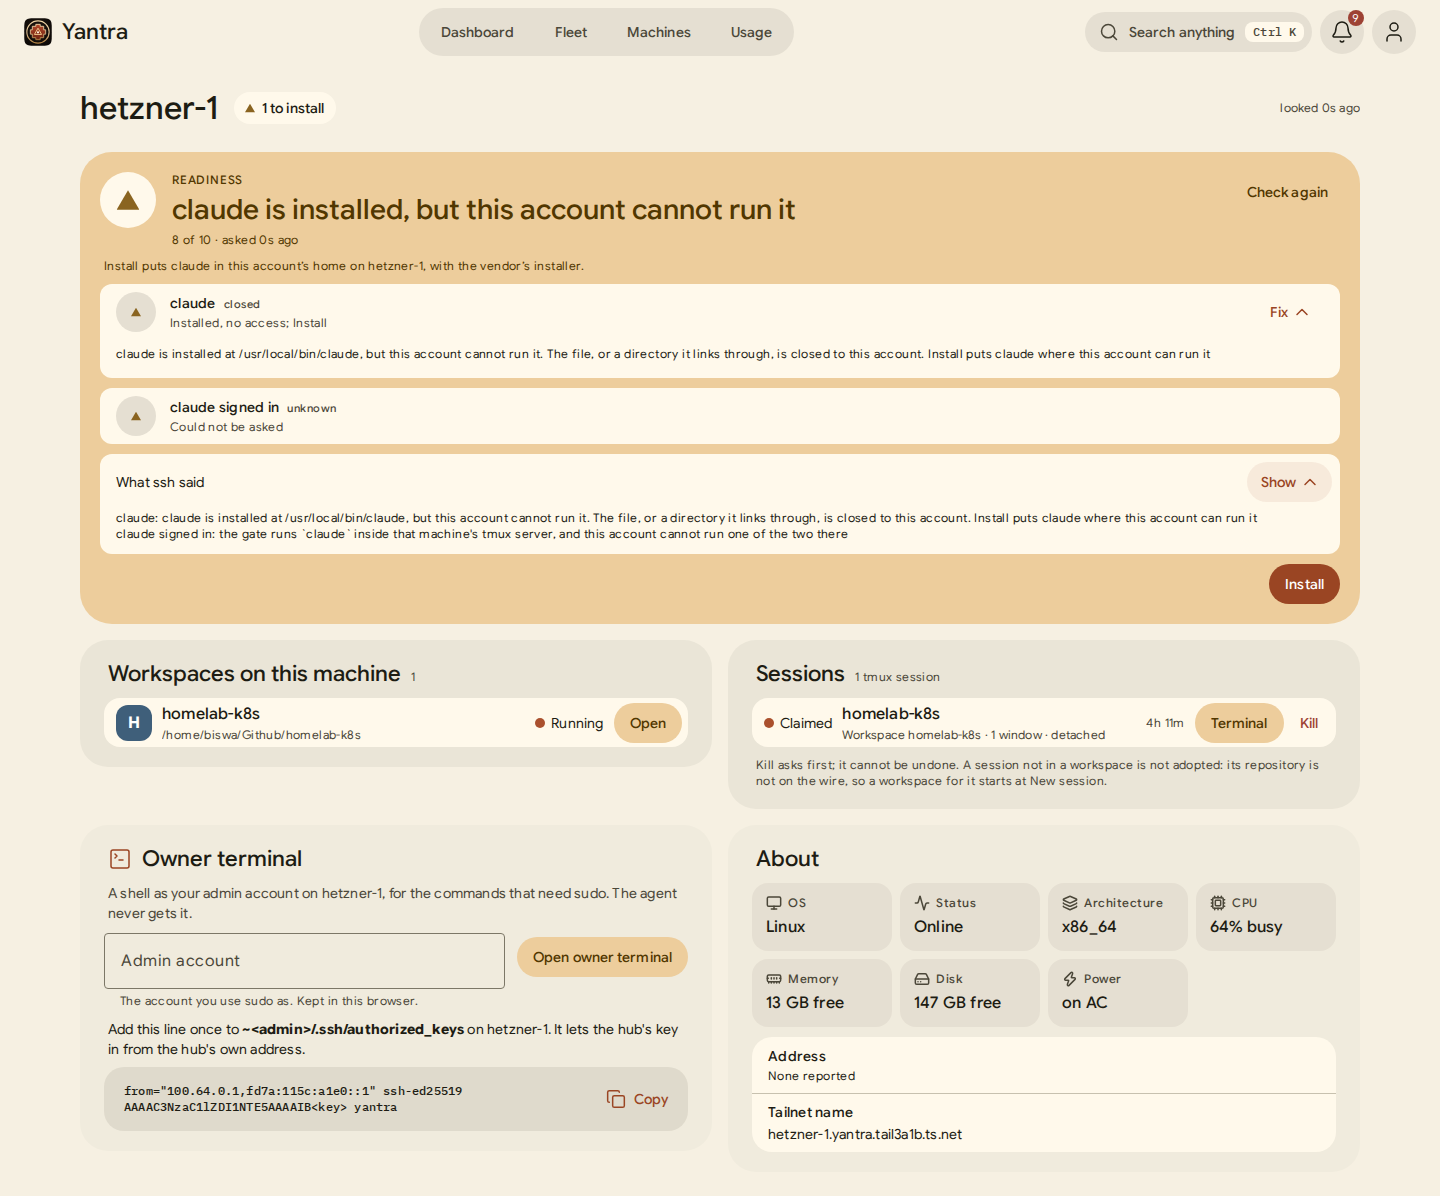 Yantra
Dashboard
Fleet
Machines
Usage
Search anything
Ctrl K
9
hetzner-1
1 to install
looked 0s ago
READINESS
claude is installed, but this account cannot run it
8 of 10 · asked 0s ago
Check again
Install puts claude in this account's home on hetzner-1, with the vendor's installer.
claude closed
Installed, no access; Install
Fix
claude is installed at /usr/local/bin/claude, but this account cannot run it. The file, or a directory it links through, is closed to this account. Install puts claude where this account can run it
claude signed in unknown
Could not be asked
What ssh said
Show
claude: claude is installed at /usr/local/bin/claude, but this account cannot run it. The file, or a directory it links through, is closed to this account. Install puts claude where this account can run it
claude signed in: the gate runs `claude` inside that machine's tmux server, and this account cannot run one of the two there
Install
Workspaces on this machine 1
H
homelab-k8s
/home/biswa/Github/homelab-k8s
Running
Open
Sessions 1 tmux session
Claimed
homelab-k8s
Workspace homelab-k8s · 1 window · detached
4h 11m
Terminal
Kill
Kill asks first; it cannot be undone. A session not in a workspace is not adopted: its repository is
not on the wire, so a workspace for it starts at New session.
Owner terminal
A shell as your admin account on hetzner-1, for the commands that need sudo. The agent
never gets it.
Admin account
Open owner terminal
The account you use sudo as. Kept in this browser.
Add this line once to ~<admin>/.ssh/authorized_keys on hetzner-1. It lets the hub's key
in from the hub's own address.
from="100.64.0.1,fd7a:115c:a1e0::1" ssh-ed25519
AAAAC3NzaC1lZDI1NTE5AAAAIB<key> yantra
Copy
About
OS
Linux
Status
Online
Architecture
x86_64
CPU
64% busy
Memory
13 GB free
Disk
147 GB free
Power
on AC
Address
None reported
Tailnet name
hetzner-1.yantra.tail3a1b.ts.net